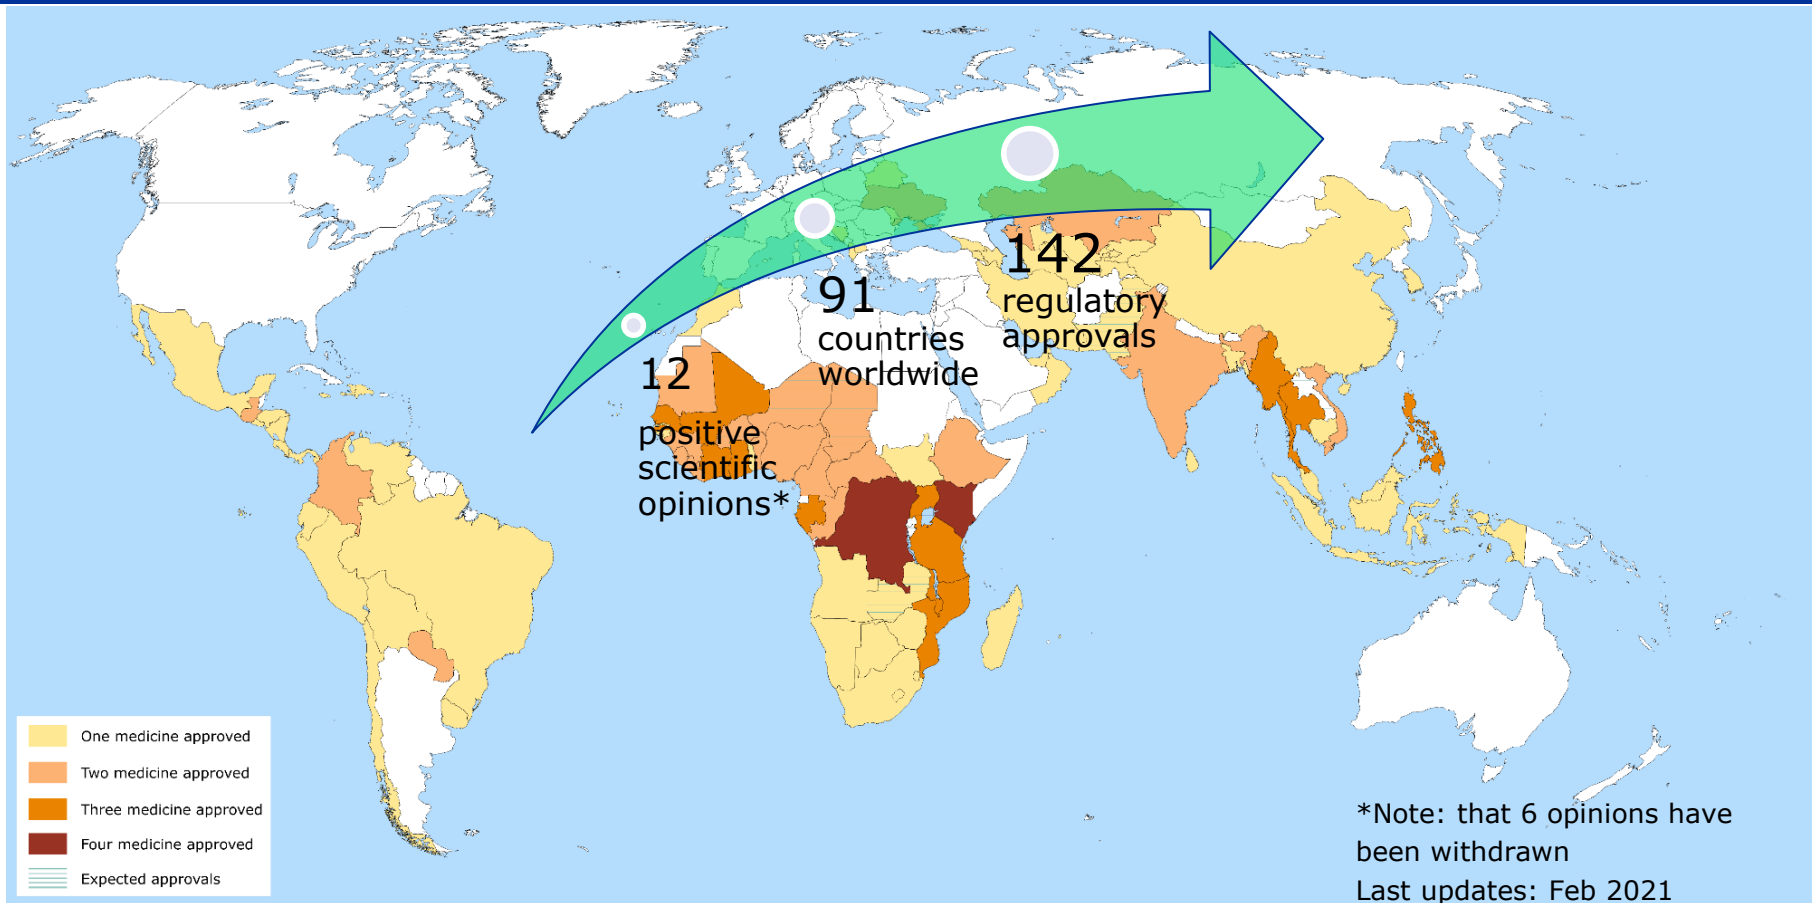 142
regulatory
approvals
91
countries
worldwide
12
positive
scientific
opinions*
One medicine approved
Two medicine approved
Three medicine approved
Four medicine approved
Expected approvals
*Note: that 6 opinions have
been withdrawn
Last updates: Feb 2021